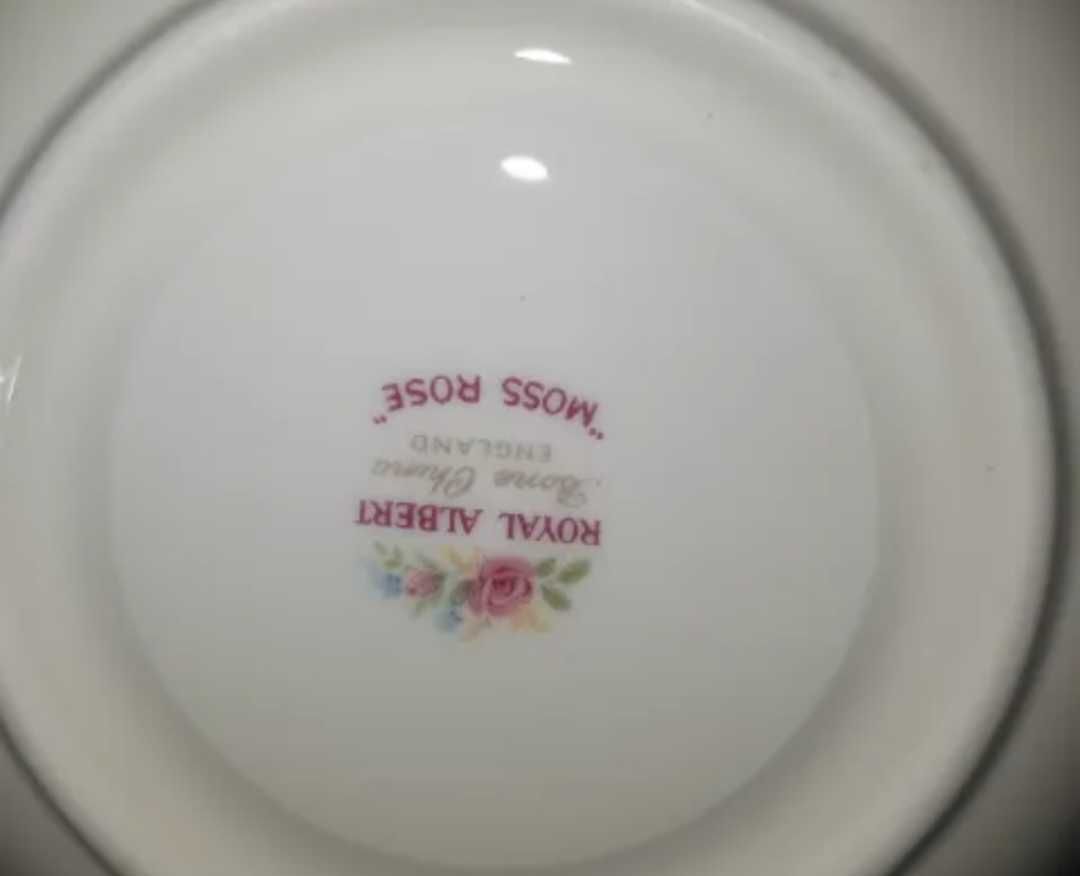 ROYAL ALBERT
Bone China
ENGLAND
"MOSS ROSE"